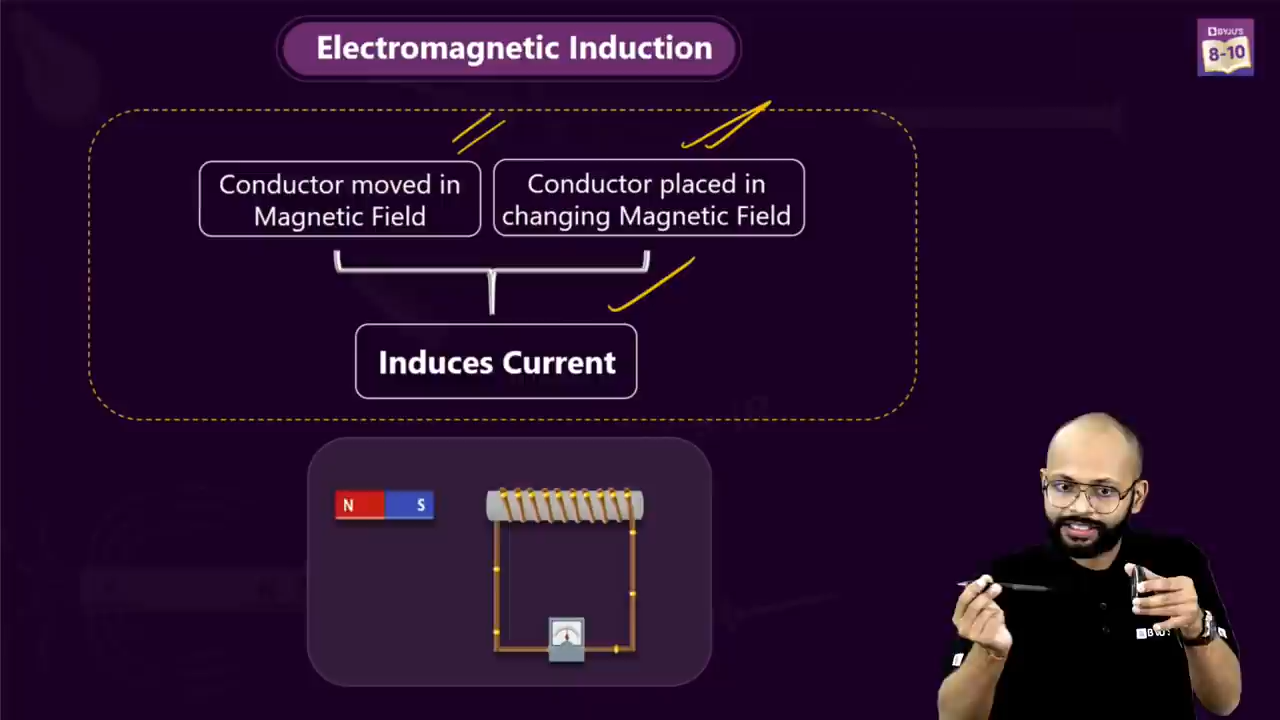 Electromagnetic Induction
BYJU'S
8-10
Conductor moved in
Magnetic Field
Conductor placed in
changing Magnetic Field
Induces Current
N S